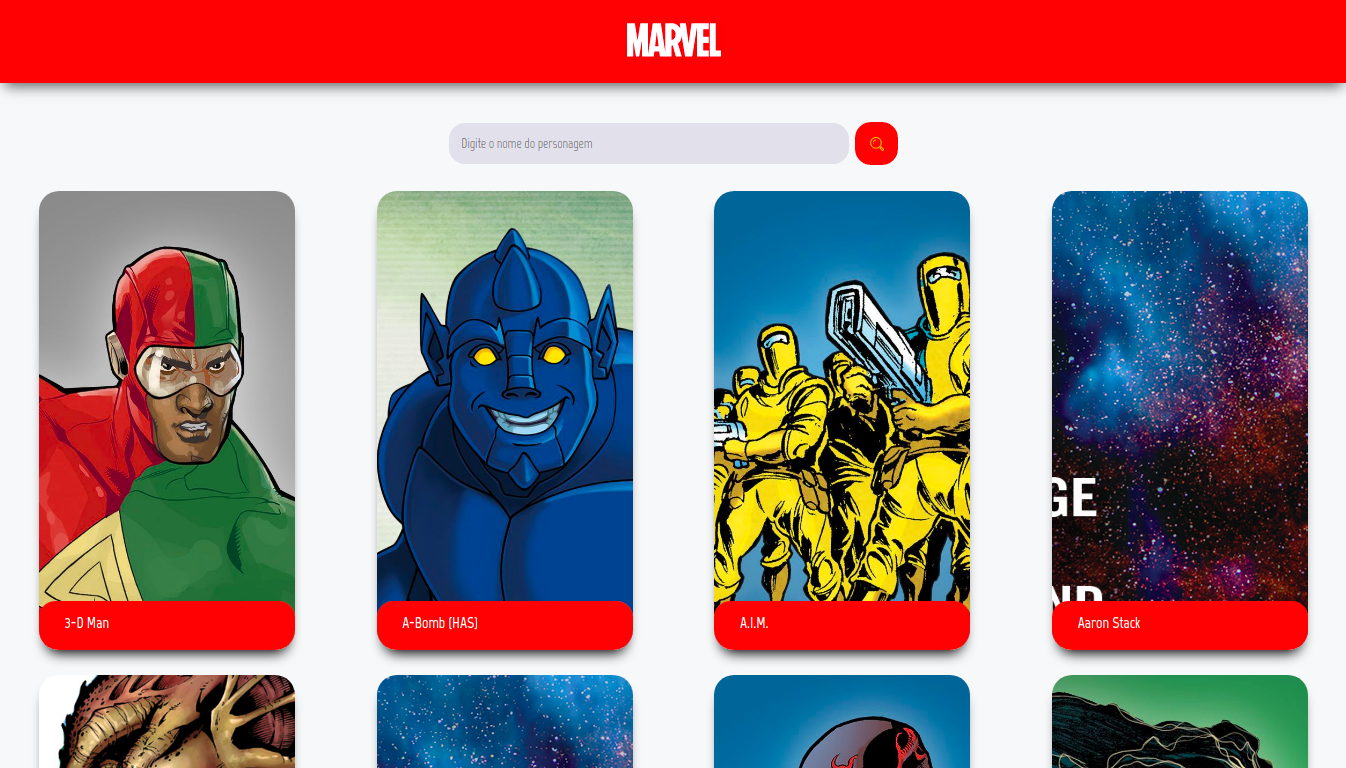 MARVEL
Digite o nome do personagem
GE
ND
3-D Man
A-Bomb (HAS)
A.I.M.
Aaron Stack